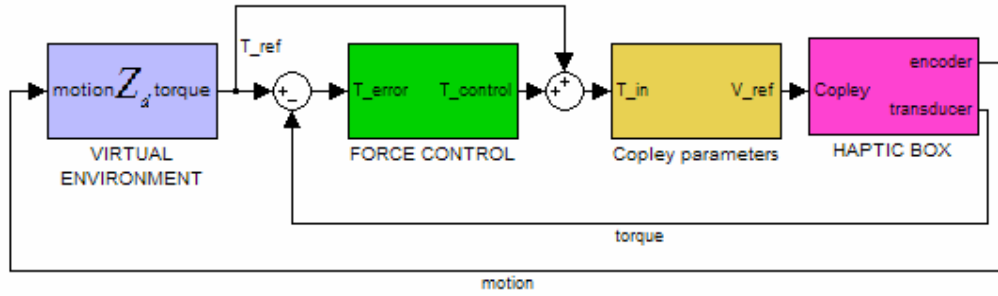 T_ref
motion Z_d torque
VIRTUAL
ENVIRONMENT
+
−
T_error T_control
FORCE CONTROL
+
+
T_in V_ref
Copley parameters
encoder
Copley
transducer
HAPTIC BOX
torque
motion